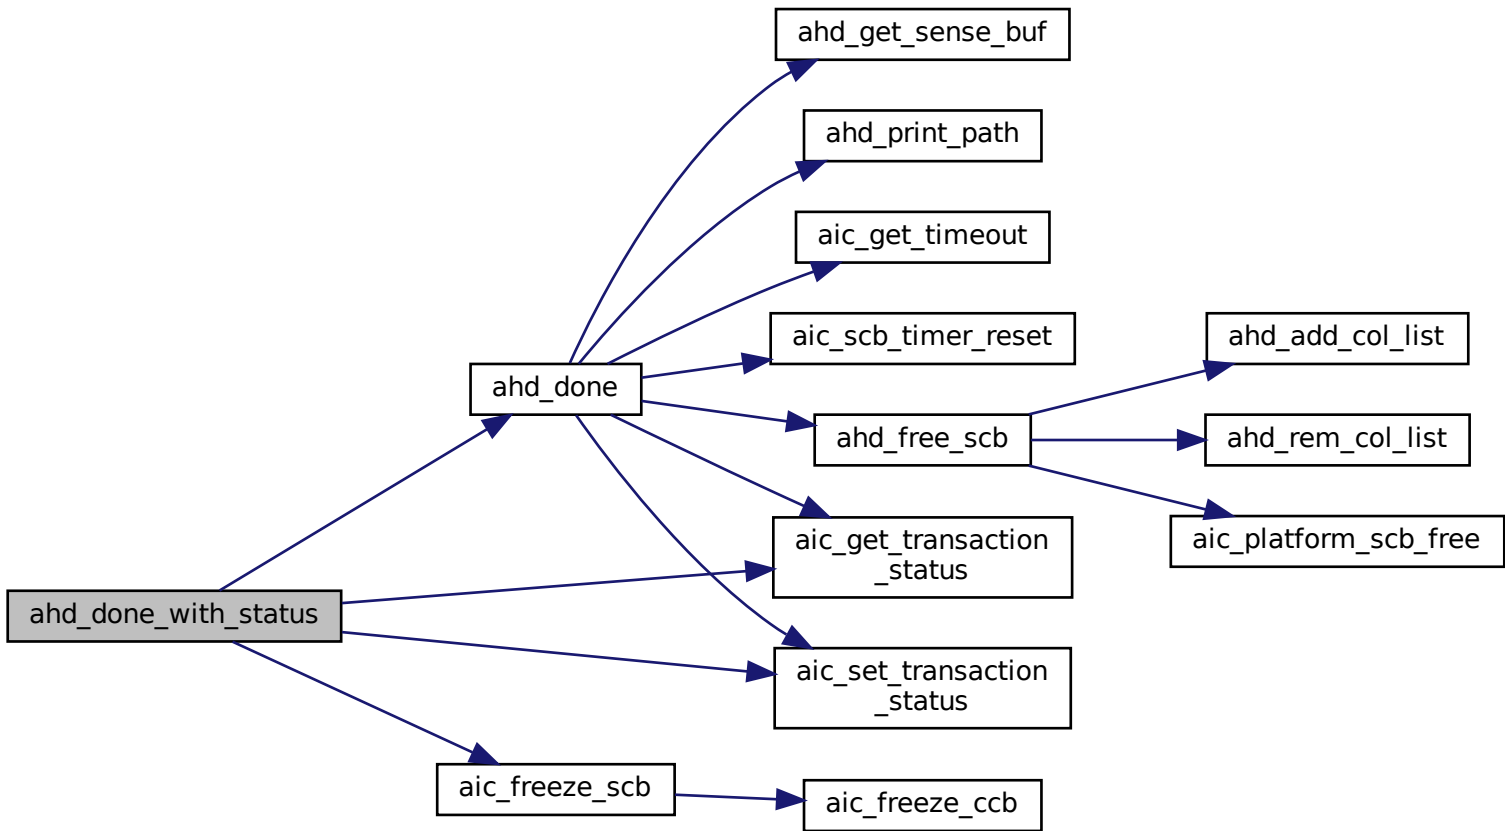 ahd_get_sense_buf
ahd_print_path
aic_get_timeout
aic_scb_timer_reset
ahd_add_col_list
ahd_done
ahd_free_scb
ahd_rem_col_list
aic_get_transaction
_status
aic_platform_scb_free
ahd_done_with_status
aic_set_transaction
_status
aic_freeze_scb
aic_freeze_ccb